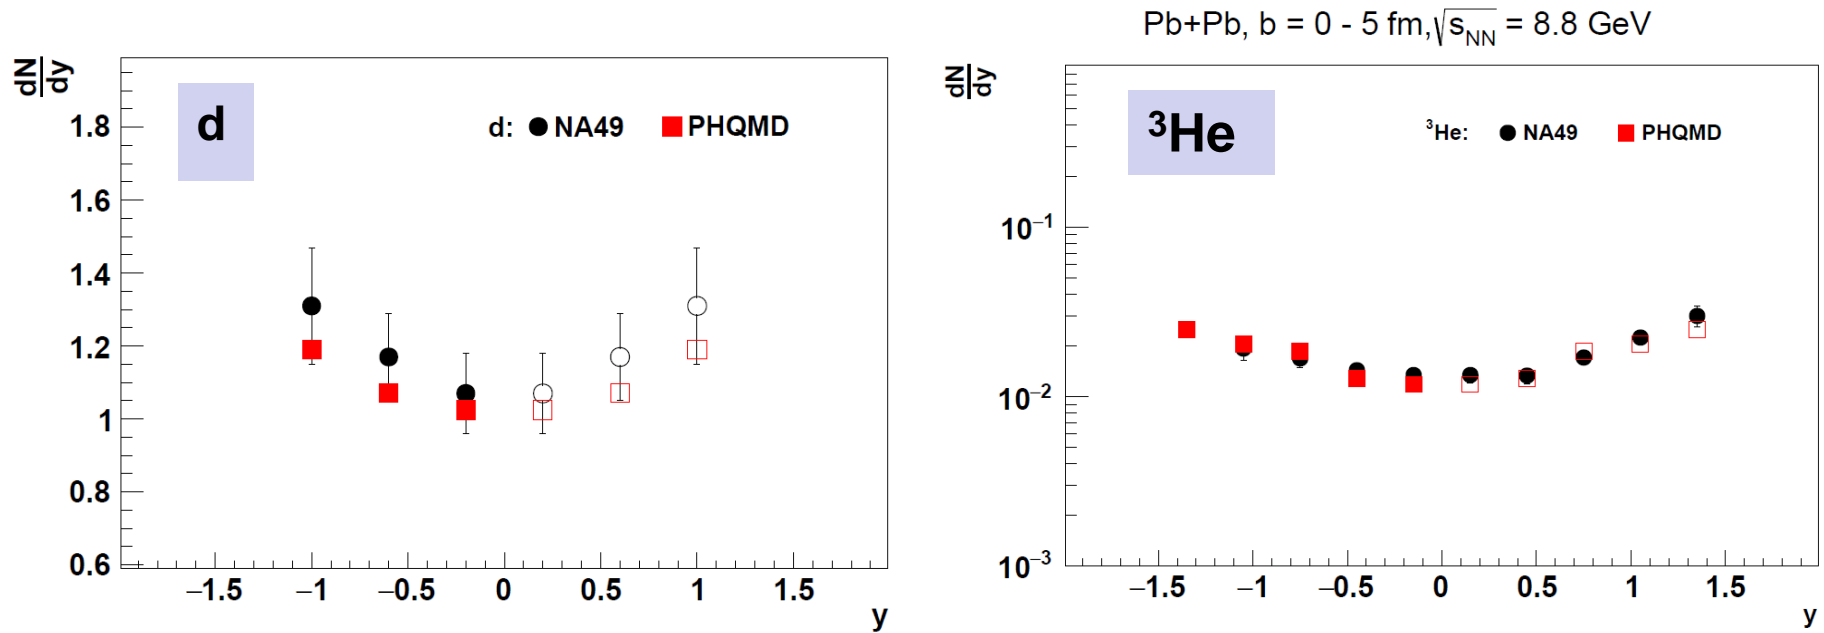 Pb+Pb, b = 0 - 5 fm,√sNN = 8.8 GeV
dN
dy
d
d: NA49 PHQMD
1.8
1.6
1.4
1.2
1
0.8
0.6
−1.5 −1 −0.5 0 0.5 1 1.5
y
dN
dy
³He
³He: NA49 PHQMD
10⁻¹
10⁻²
10⁻³
−1.5 −1 −0.5 0 0.5 1 1.5
y